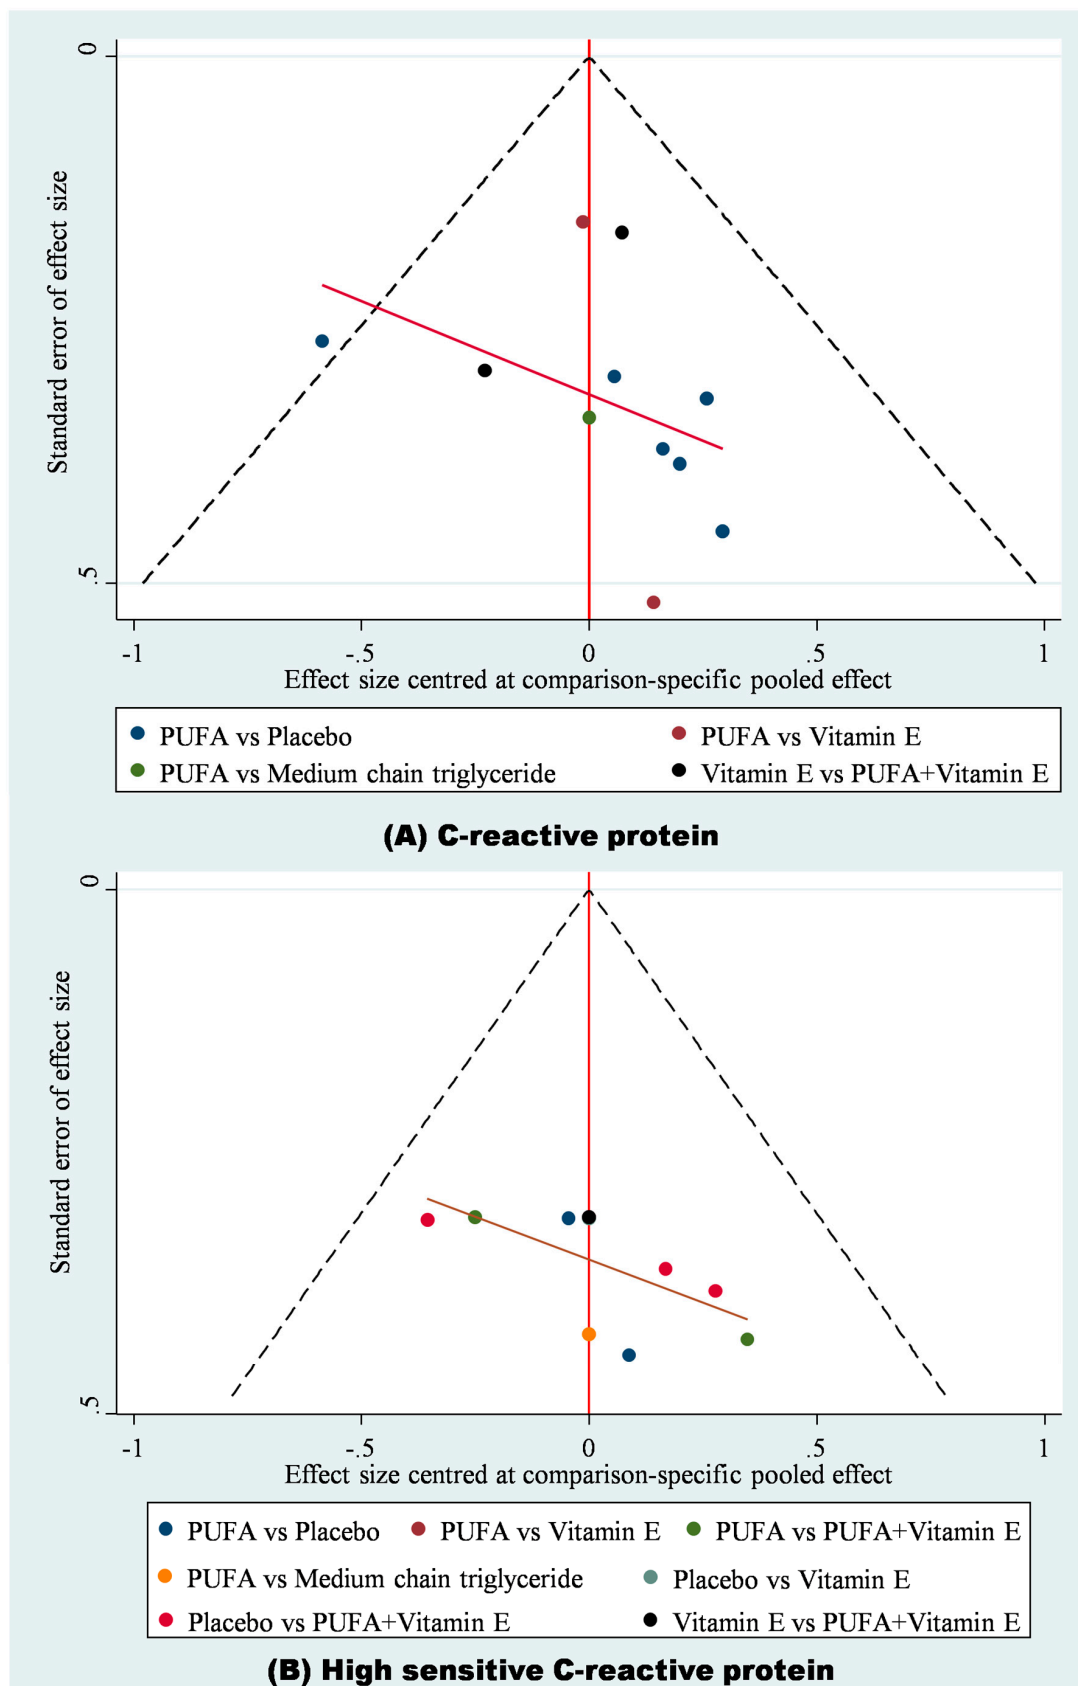 0
Standard error of effect size
.5
-1 -.5 0 .5 1
Effect size centred at comparison-specific pooled effect
PUFA vs Placebo PUFA vs Vitamin E
PUFA vs Medium chain triglyceride Vitamin E vs PUFA+Vitamin E
(A) C-reactive protein
0
Standard error of effect size
.5
-1 -.5 0 .5 1
Effect size centred at comparison-specific pooled effect
PUFA vs Placebo PUFA vs Vitamin E PUFA vs PUFA+Vitamin E
PUFA vs Medium chain triglyceride Placebo vs Vitamin E
Placebo vs PUFA+Vitamin E Vitamin E vs PUFA+Vitamin E
(B) High sensitive C-reactive protein